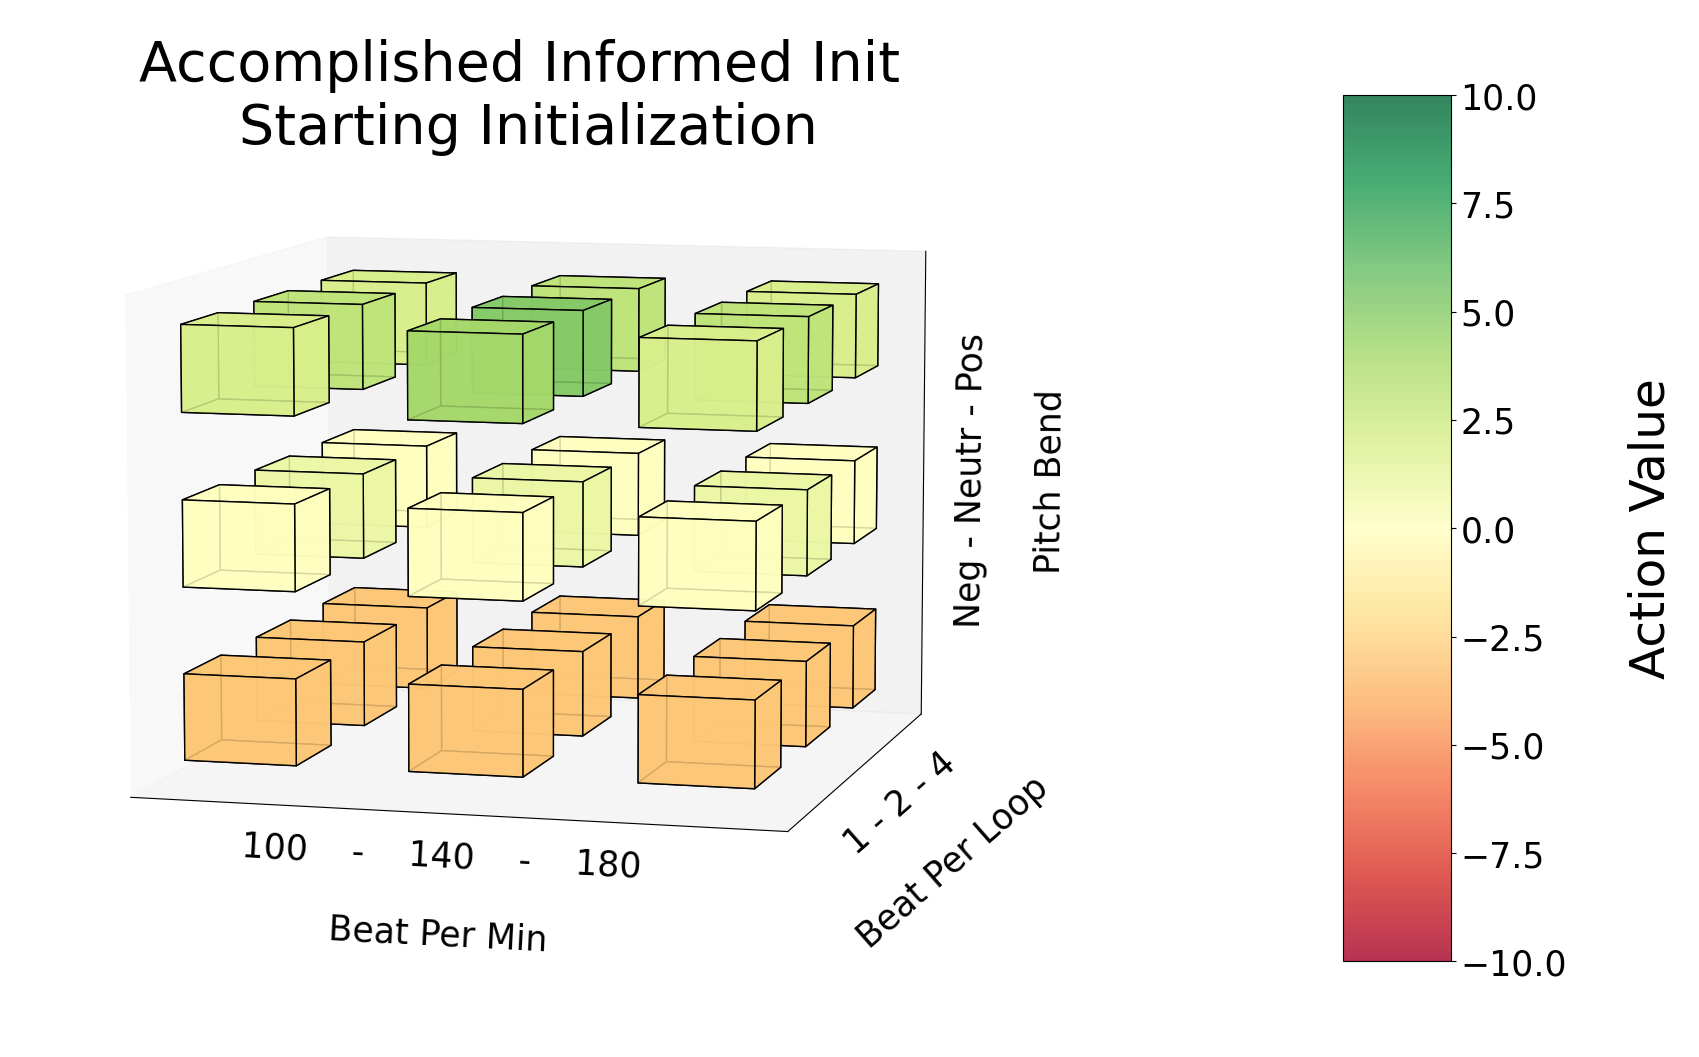 Accomplished Informed Init
Starting Initialization
Neg - Neutr - Pos
Pitch Bend
1 - 2 - 4
Beat Per Loop
100 - 140 - 180
Beat Per Min
10.0
7.5
5.0
2.5
0.0
−2.5
−5.0
−7.5
−10.0
Action Value